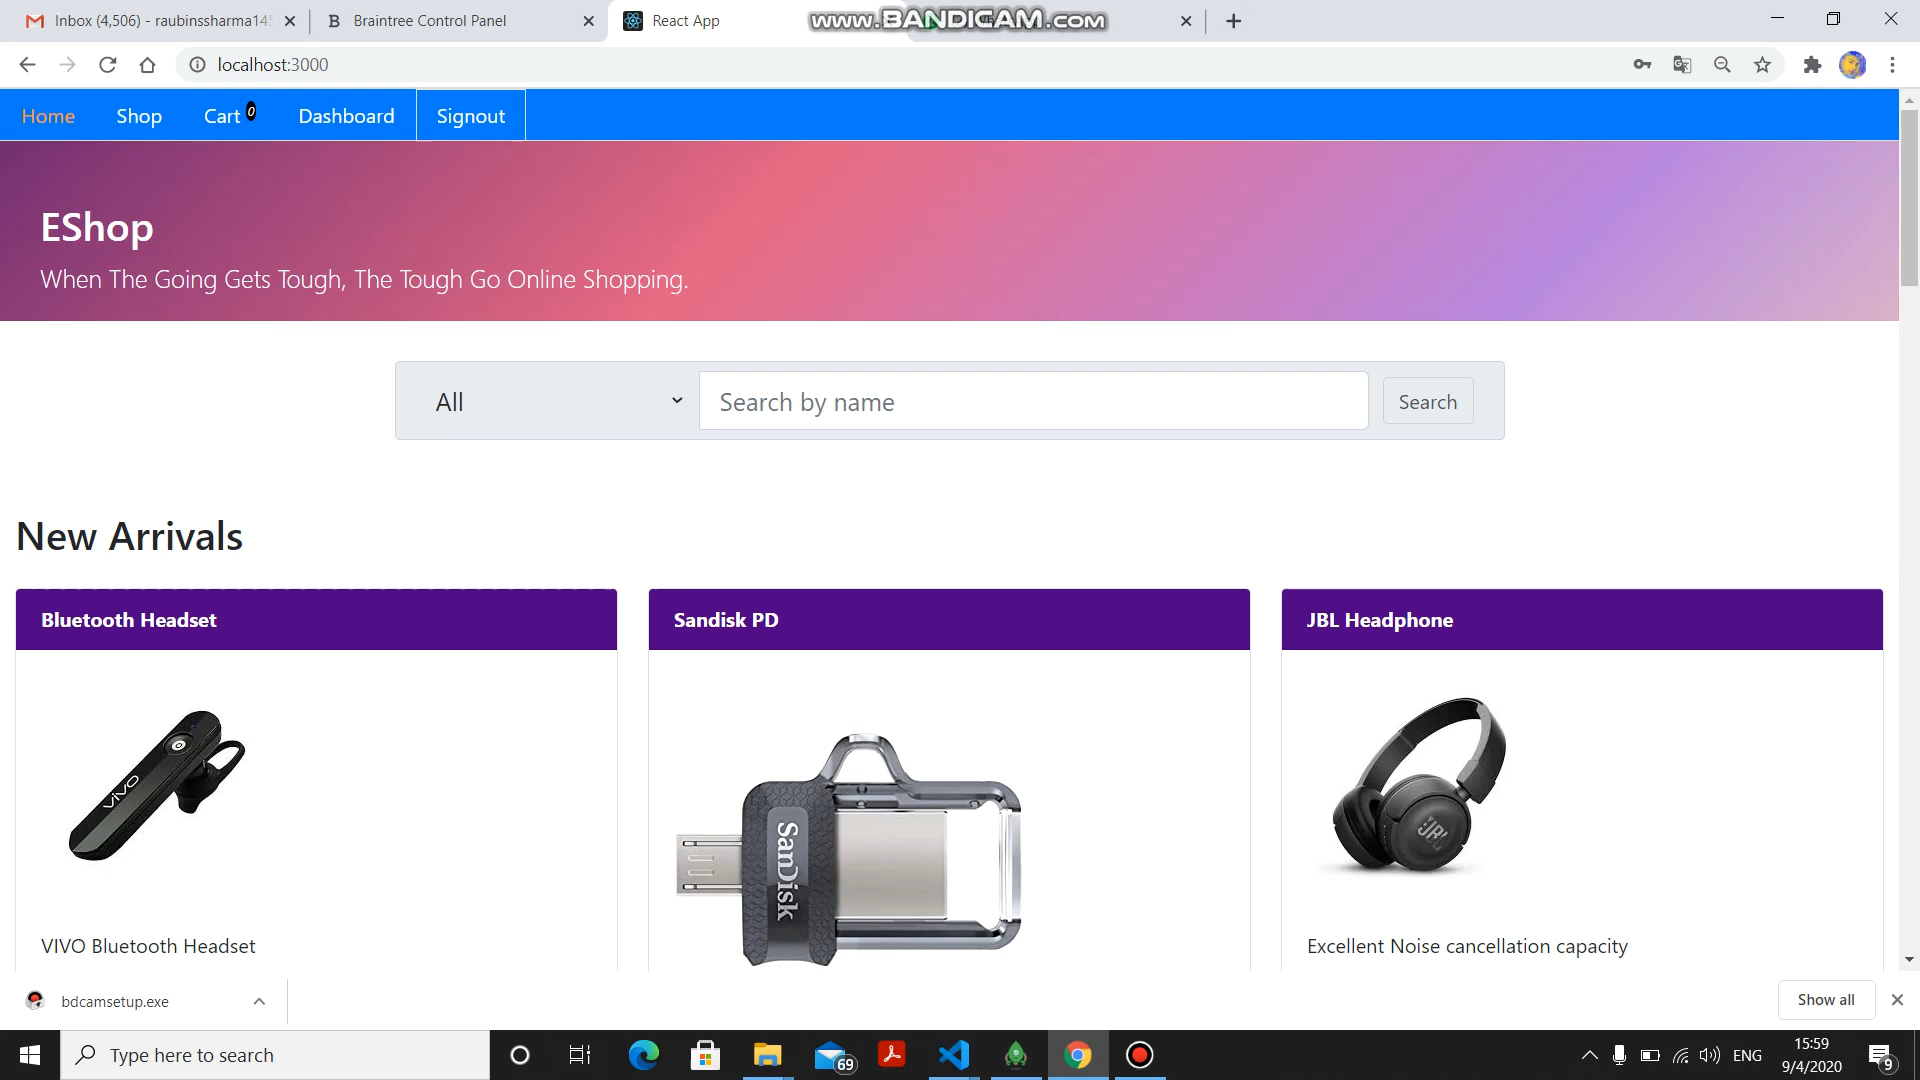 Inbox (4,506) - raubinssharma145
Braintree Control Panel
React App
www.BANDICAM.com
localhost:3000
Home
Shop
Cart 0
Dashboard
Signout
EShop
When The Going Gets Tough, The Tough Go Online Shopping.
All
Search by name
Search
New Arrivals
Bluetooth Headset
Sandisk PD
JBL Headphone
VIVO
SanDisk
JBL
VIVO Bluetooth Headset
Excellent Noise cancellation capacity
bdcamsetup.exe
Show all
Type here to search
69
ENG
15:59
9/4/2020
9